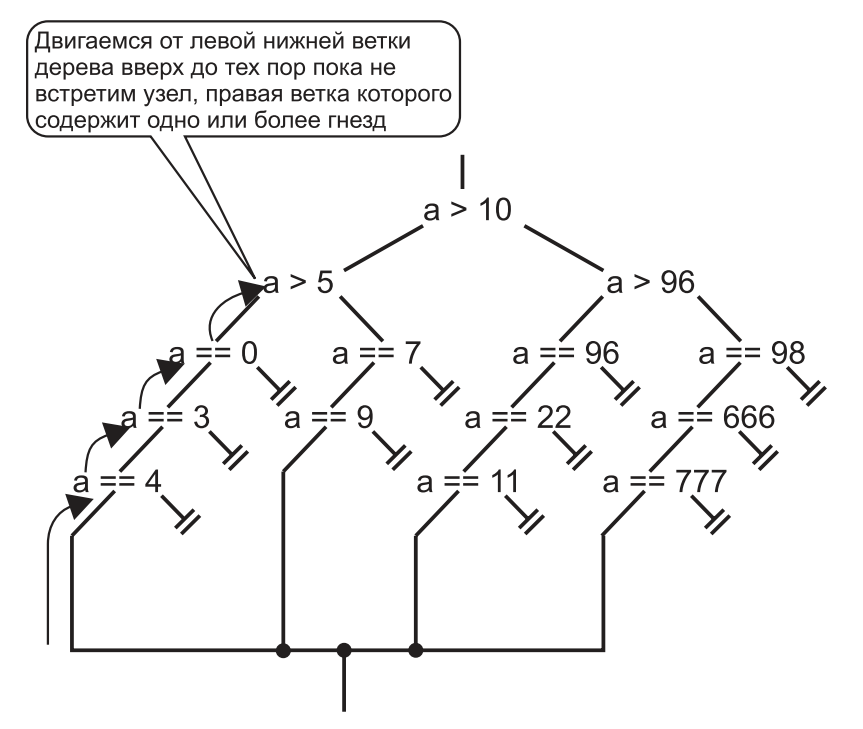 Двигаемся от левой нижней ветки
дерева вверх до тех пор пока не
встретим узел, правая ветка которого
содержит одно или более гнезд
a > 10
a > 5
a > 96
a == 0
a == 7
a == 96
a == 98
a == 3
a == 9
a == 22
a == 666
a == 4
a == 11
a == 777